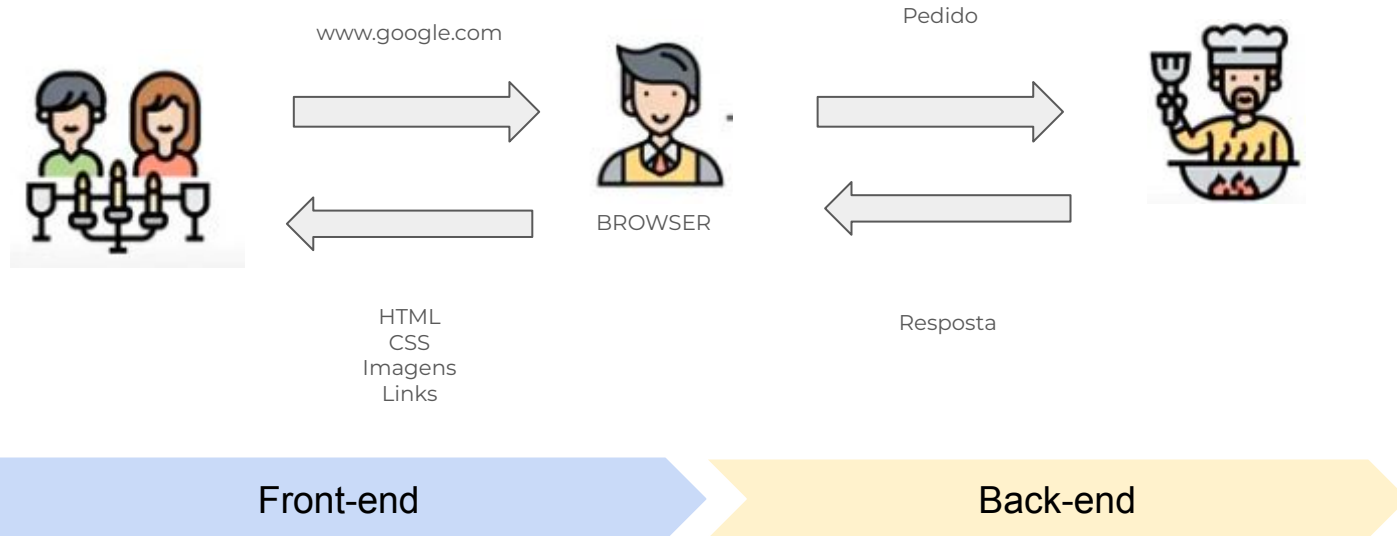 www.google.com
Pedido
BROWSER
HTML
CSS
Imagens
Links
Resposta
Front-end
Back-end